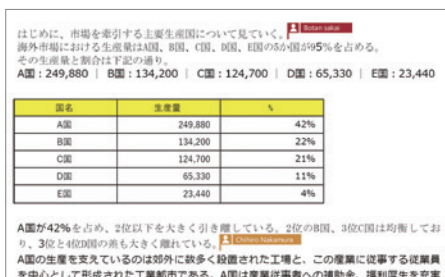 はじめに、市場を牽引する主要生産国について見ていく。 Botan sakai
海外市場における生産量はA国、B国、C国、D国、E国の5か国が95%を占める。
その生産量と割合は下記の通り。
A国：249,880 | B国：134,200 | C国：124,700 | D国：65,330 | E国：23,440
国名 生産量 %
A国 249,880 42%
B国 134,200 22%
C国 124,700 21%
D国 65,330 11%
E国 23,440 4%
A国が42%を占め、2位以下を大きく引き離している。2位のB国、3位C国は均衡してお
り、3位と4位D国の差も大きく離れている。 Chihiro Nakamura
A国の生産を支えているのは郊外に数多く設置された工場と、この産業に従事する従業員
を中心として形成された工業都市である。A国は産業従事者への補助金、福利厚生を充実